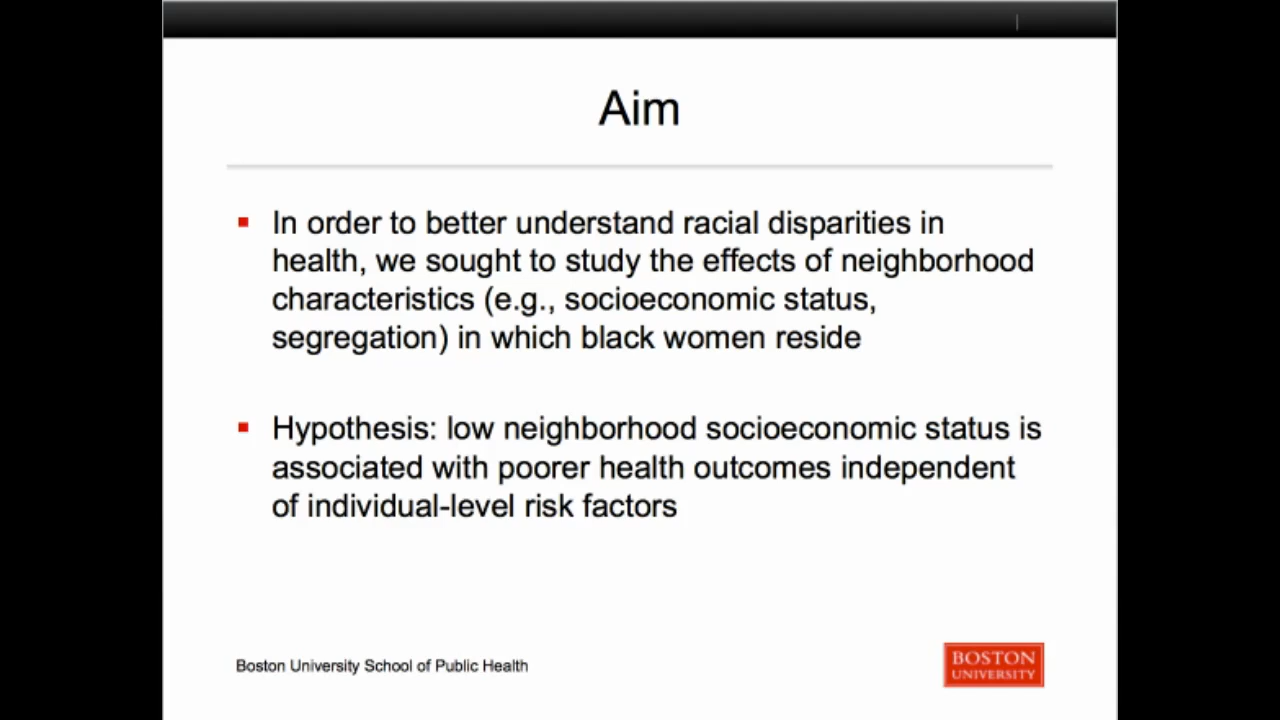 Aim
In order to better understand racial disparities in
health, we sought to study the effects of neighborhood
characteristics (e.g., socioeconomic status,
segregation) in which black women reside
Hypothesis: low neighborhood socioeconomic status is
associated with poorer health outcomes independent
of individual-level risk factors
Boston University School of Public Health
BOSTON
UNIVERSITY